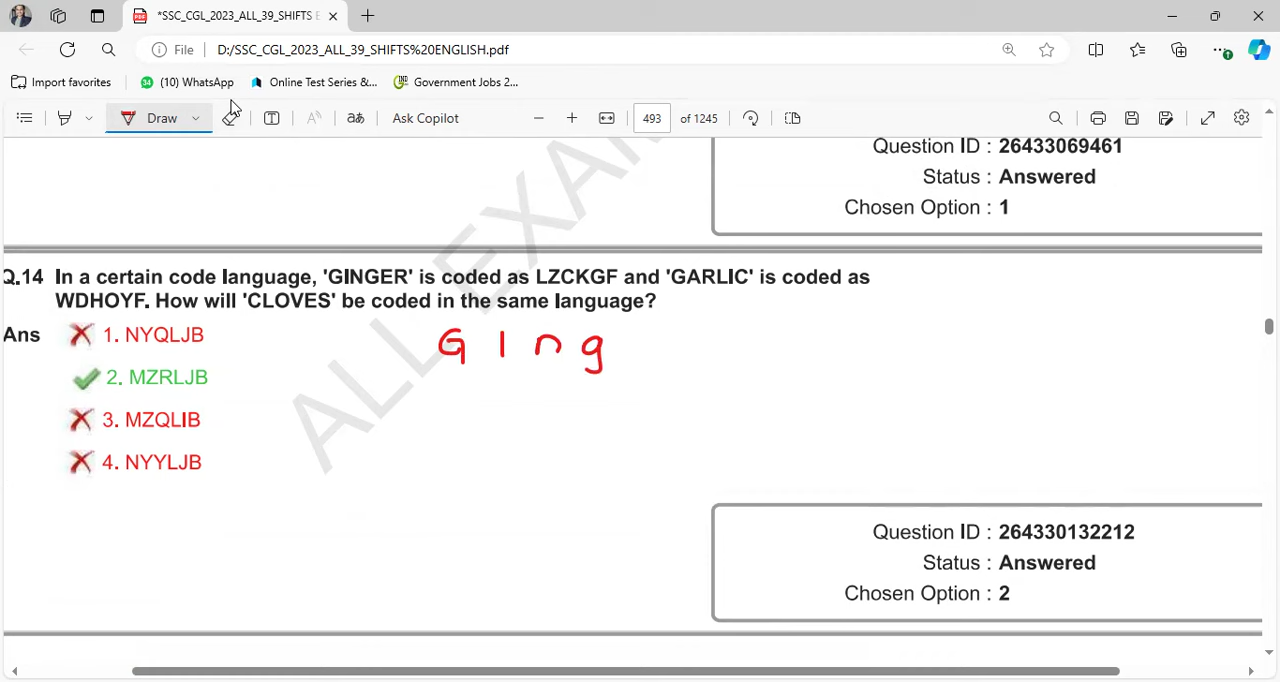 *SSC_CGL_2023_ALL_39_SHIFTS E
File D:/SSC_CGL_2023_ALL_39_SHIFTS%20ENGLISH.pdf
Import favorites 34 (10) WhatsApp Online Test Series &... Government Jobs 2...
Draw Ask Copilot 493 of 1245
Question ID : 26433069461
Status : Answered
Chosen Option : 1
Q.14 In a certain code language, 'GINGER' is coded as LZCKGF and 'GARLIC' is coded as
WDHOYF. How will 'CLOVES' be coded in the same language?
Ans 1. NYQLJB
G I n g
2. MZRLJB
3. MZQLIB
4. NYYLJB
ALL EXAM
Question ID : 264330132212
Status : Answered
Chosen Option : 2